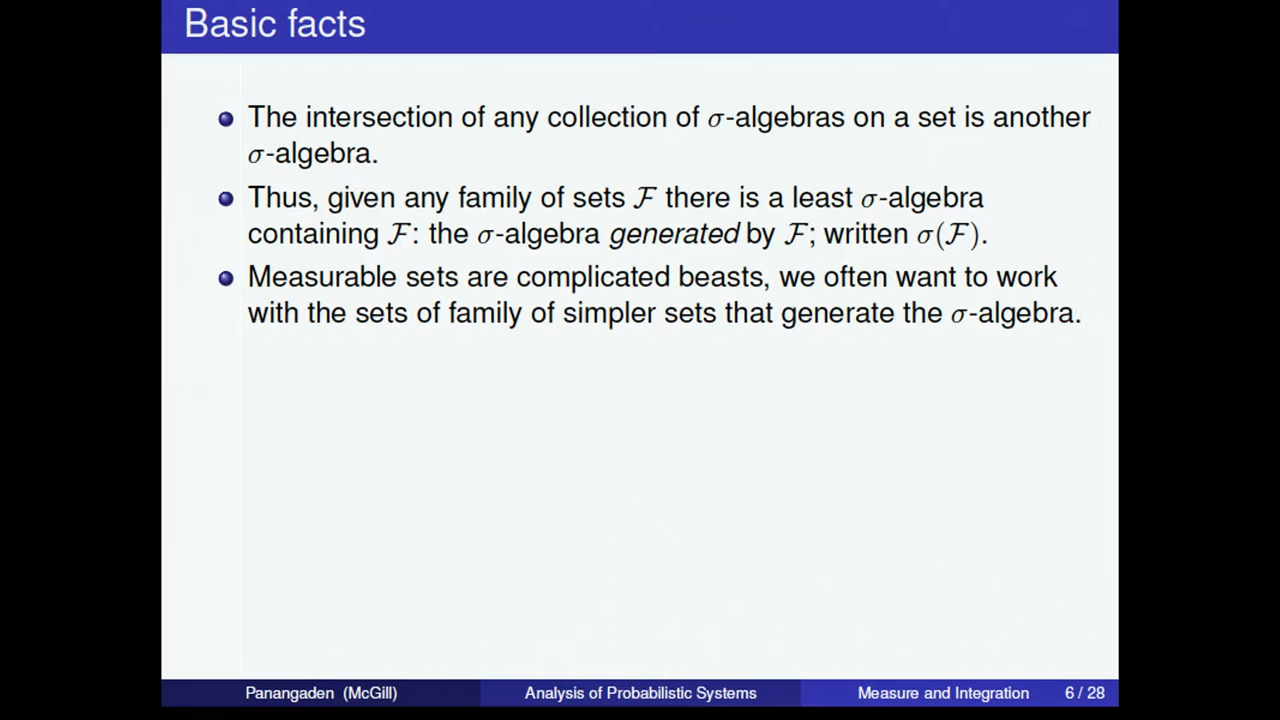 Basic facts
The intersection of any collection of σ-algebras on a set is another
σ-algebra.
Thus, given any family of sets ℱ there is a least σ-algebra
containing ℱ: the σ-algebra generated by ℱ; written σ(ℱ).
Measurable sets are complicated beasts, we often want to work
with the sets of family of simpler sets that generate the σ-algebra.
Panangaden (McGill) Analysis of Probabilistic Systems Measure and Integration 6 / 28